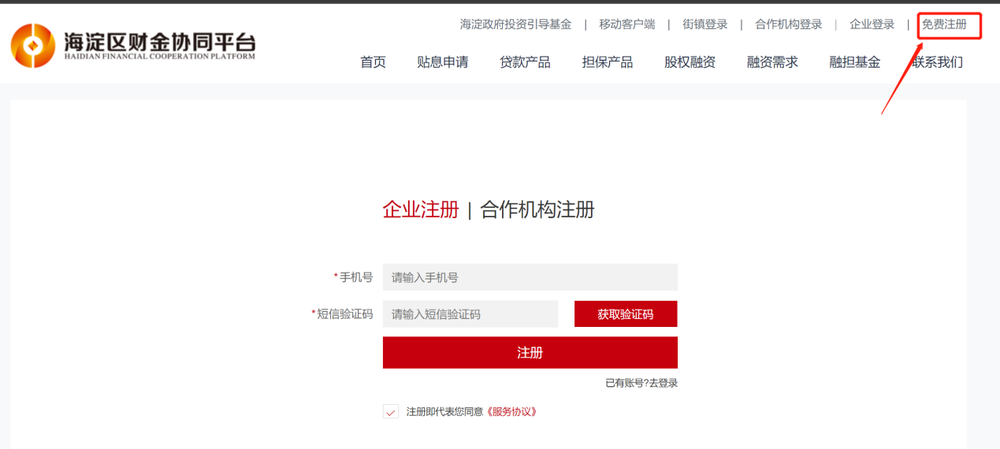 海淀政府投资引导基金 | 移动客户端 | 街镇登录 | 合作机构登录 | 企业登录 | 免费注册
海淀区财金协同平台
HAIDIAN FINANCIAL COOPERATION PLATFORM
首页 贴息申请 贷款产品 担保产品 股权融资 融资需求 融担基金 联系我们
企业注册 | 合作机构注册
*手机号 请输入手机号
*短信验证码 请输入短信验证码 获取验证码
注册
已有账号?去登录
注册即代表您同意《服务协议》